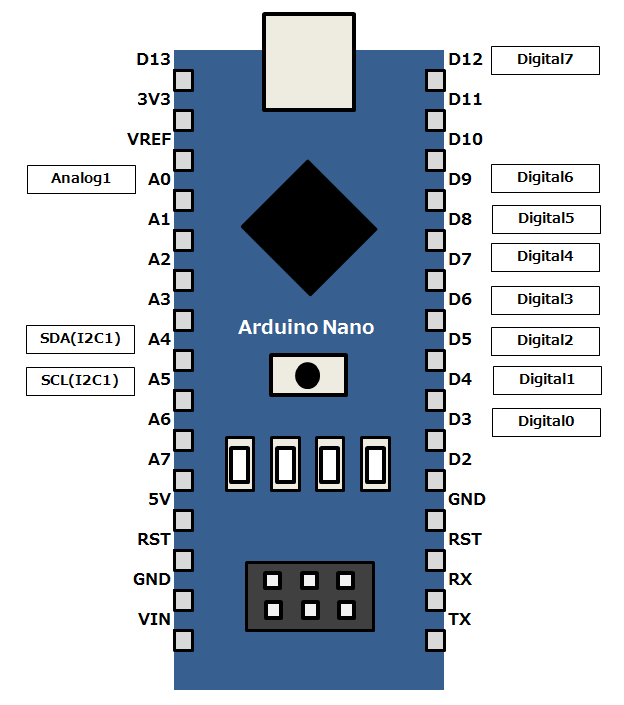 D13 D12 Digital7
3V3 D11
VREF D10
Analog1 A0 D9 Digital6
A1 D8 Digital5
A2 D7 Digital4
A3 D6 Digital3
Arduino Nano
SDA(I2C1) A4 D5 Digital2
SCL(I2C1) A5 D4 Digital1
A6 D3 Digital0
A7 D2
5V GND
RST RST
GND RX
VIN TX